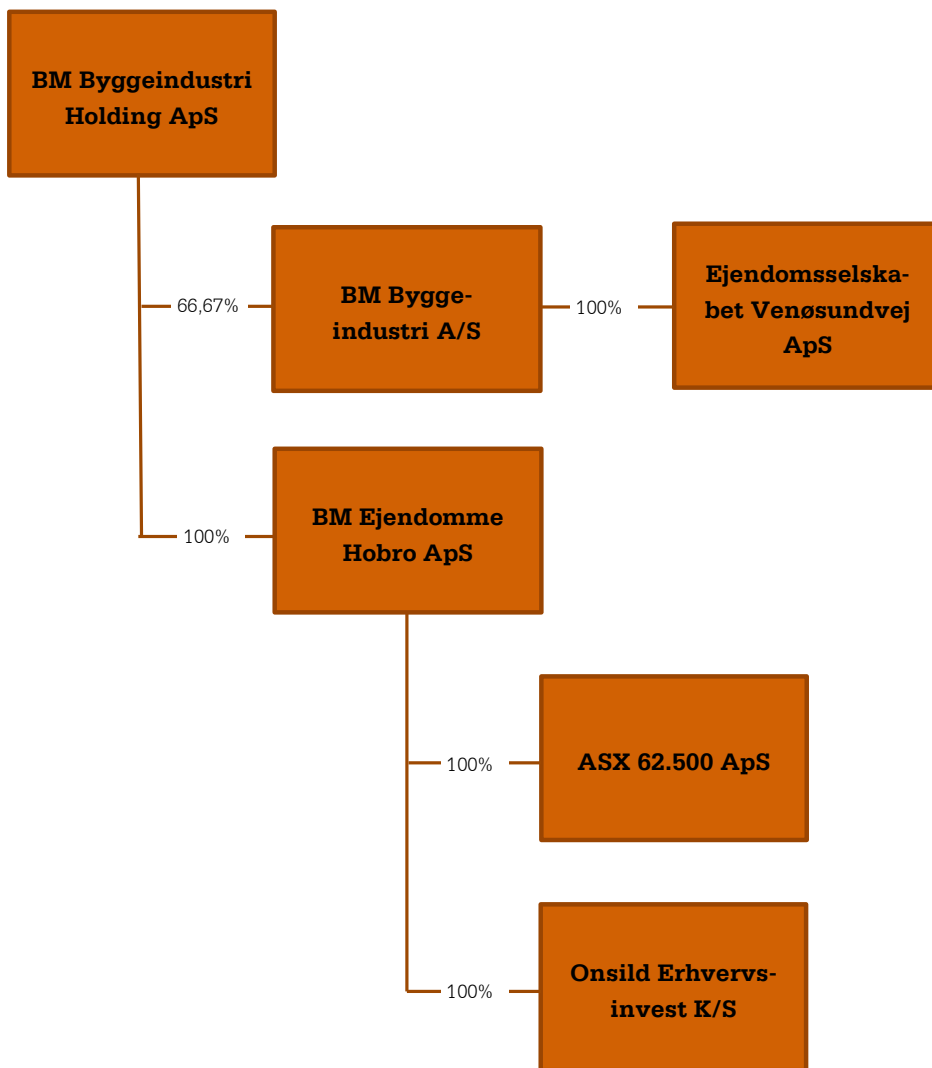 BM Byggeindustri
Holding ApS
66,67%
BM Bygge-
industri A/S
100%
Ejendomsselska-
bet Venøsundvej
ApS
100%
BM Ejendomme
Hobro ApS
100%
ASX 62.500 ApS
100%
Onsild Erhvervs-
invest K/S